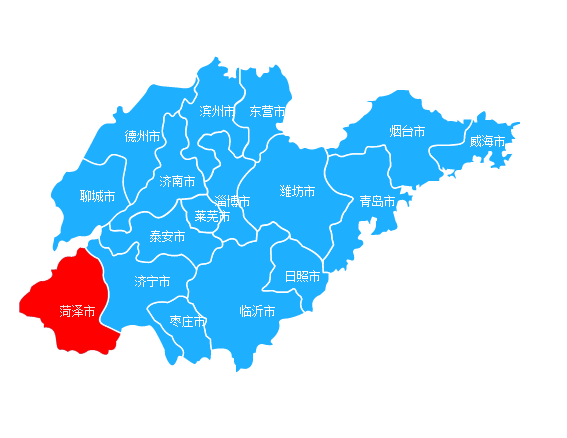 滨州市
东营市
烟台市
德州市
威海市
济南市
潍坊市
聊城市
淄博市
青岛市
莱芜市
泰安市
日照市
济宁市
菏泽市
临沂市
枣庄市